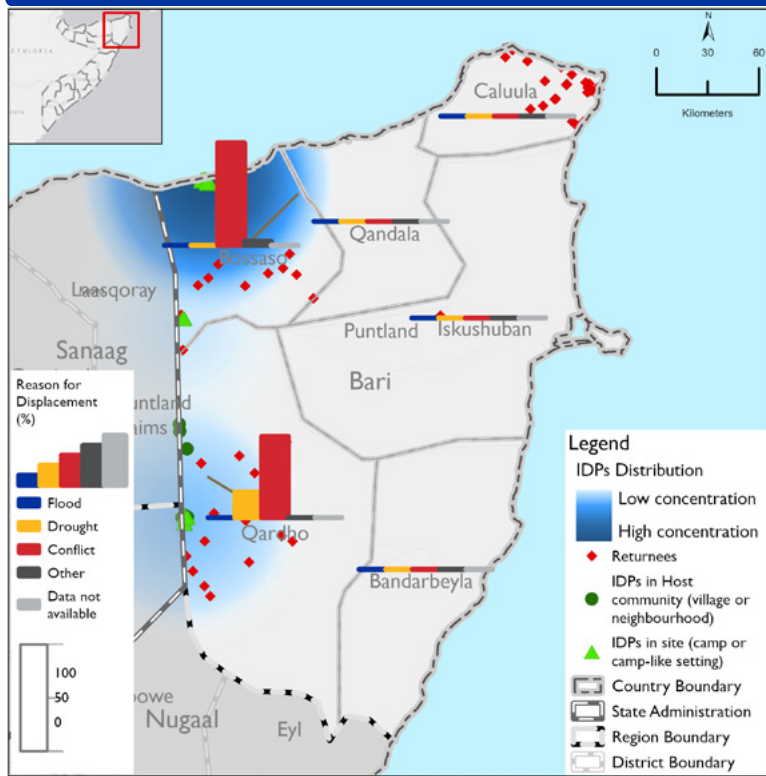 ETHIOPIA
N
0 30 60
Kilometers
Caluula
Qandala
Bossaso
Laasqoray
Puntland
Iskushuban
Sanaag
Bari
Reason for
Displacement
(%)
Flood
Drought
Conflict
Other
Data not
available
100
50
0
untland
aims
Qardho
Bandarbeyla
owe
Nugaal
Eyl
Legend
IDPs Distribution
Low concentration
High concentration
Returnees
IDPs in Host
community (village or
neighbourhood)
IDPs in site (camp or
camp-like setting)
Country Boundary
State Administration
Region Boundary
District Boundary